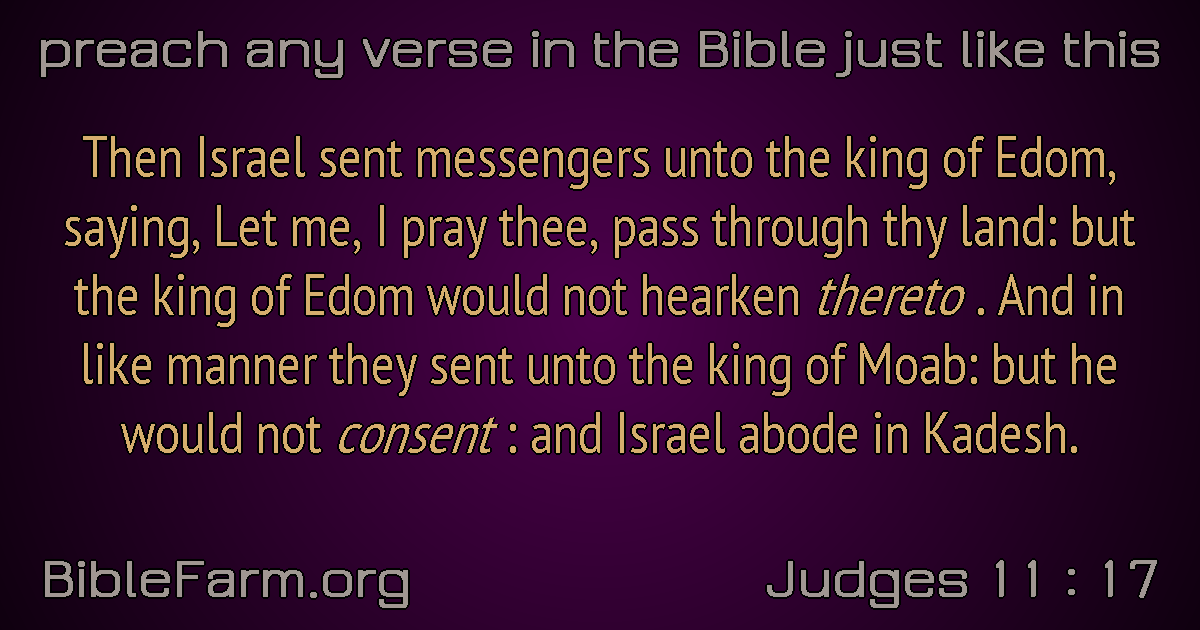 preach any verse in the Bible just like this
Then Israel sent messengers unto the king of Edom,
saying, Let me, I pray thee, pass through thy land: but
the king of Edom would not hearken thereto . And in
like manner they sent unto the king of Moab: but he
would not consent : and Israel abode in Kadesh.
BibleFarm.org
Judges 11 : 17